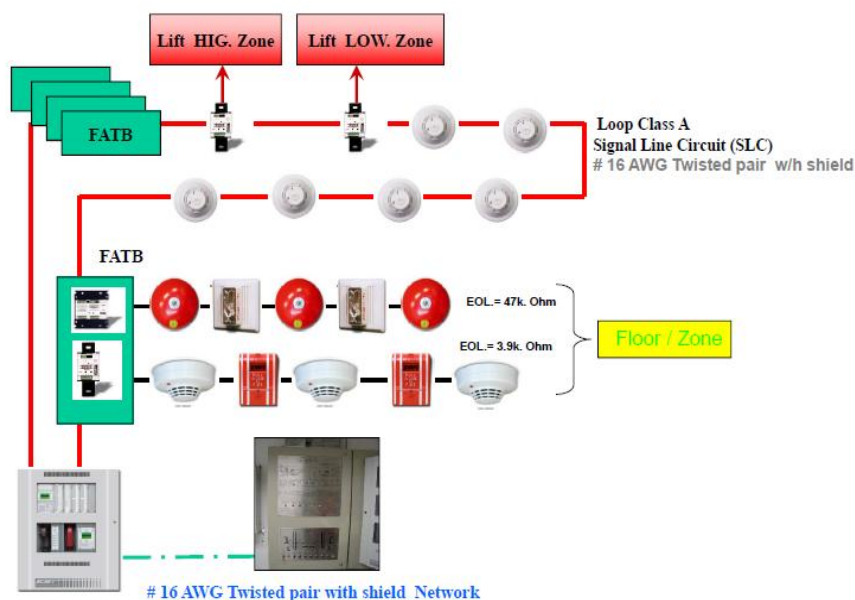 Lift HIG. Zone
Lift LOW. Zone
FATB
Loop Class A
Signal Line Circuit (SLC)
# 16 AWG Twisted pair w/h shield
FATB
EOL.= 47k. Ohm
EOL.= 3.9k. Ohm
Floor / Zone
# 16 AWG Twisted pair with shield Network